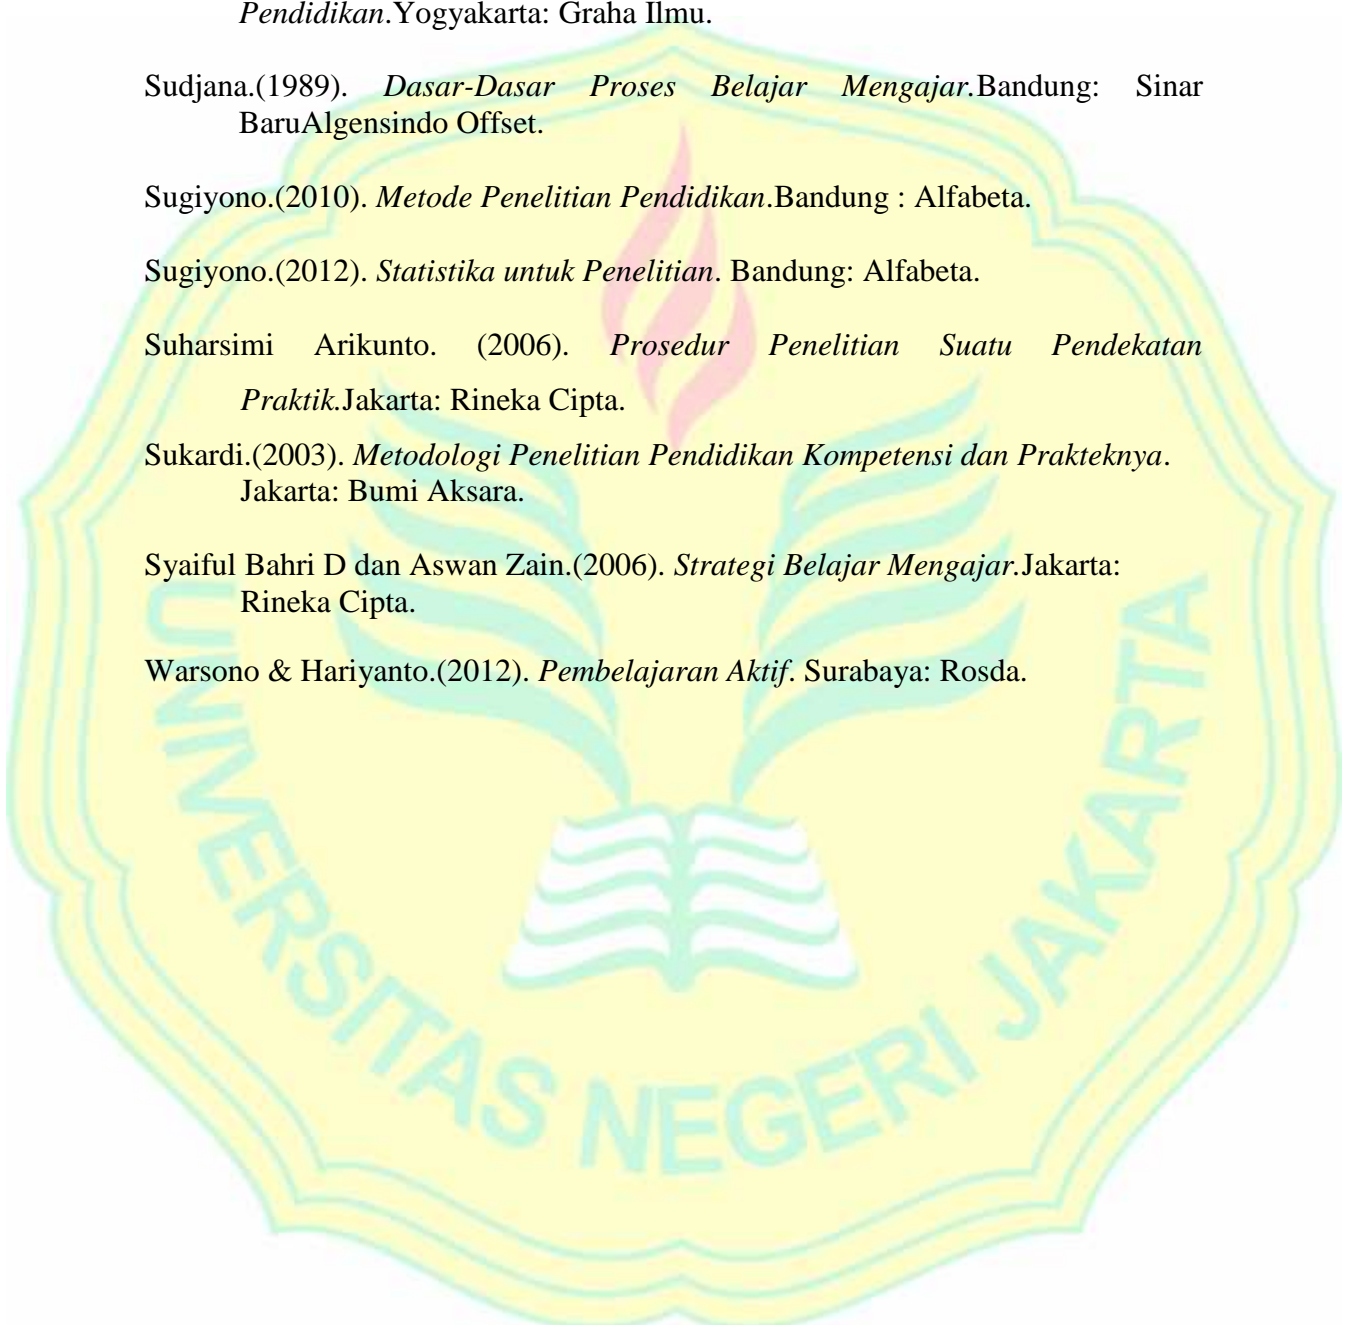 Pendidikan.Yogyakarta: Graha Ilmu.
Sudjana.(1989). Dasar-Dasar Proses Belajar Mengajar.Bandung: Sinar
BaruAlgensindo Offset.
Sugiyono.(2010). Metode Penelitian Pendidikan.Bandung : Alfabeta.
Sugiyono.(2012). Statistika untuk Penelitian. Bandung: Alfabeta.
Suharsimi Arikunto. (2006). Prosedur Penelitian Suatu Pendekatan
Praktik.Jakarta: Rineka Cipta.
Sukardi.(2003). Metodologi Penelitian Pendidikan Kompetensi dan Prakteknya.
Jakarta: Bumi Aksara.
Syaiful Bahri D dan Aswan Zain.(2006). Strategi Belajar Mengajar.Jakarta:
Rineka Cipta.
Warsono & Hariyanto.(2012). Pembelajaran Aktif. Surabaya: Rosda.
UNIVERSITAS NEGERI JAKARTA